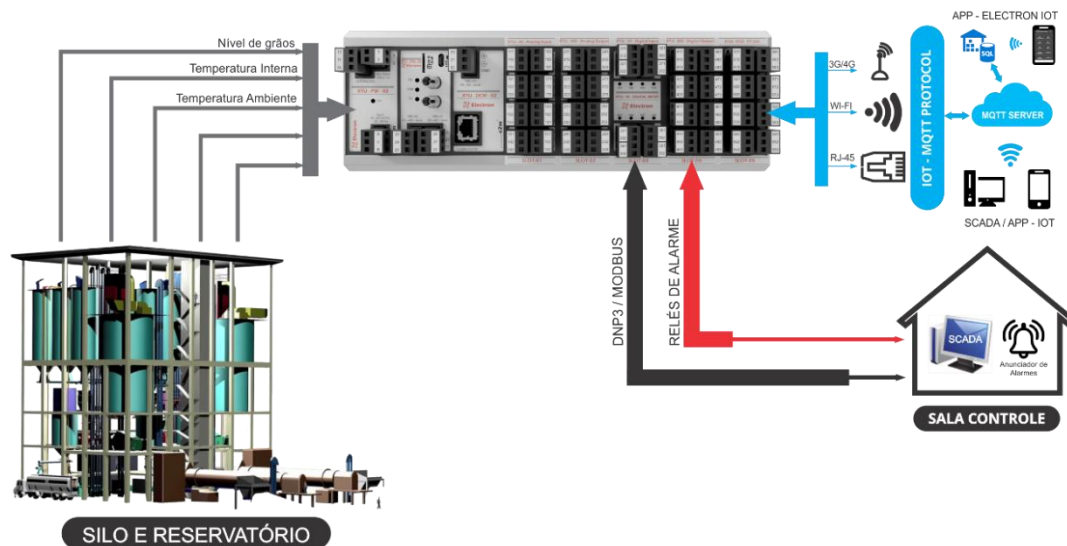 Nível de grãos
Temperatura Interna
Temperatura Ambiente
Electron
Electron
3G/4G
WI-FI
RJ-45
IOT - MQTT PROTOCOL
APP - ELECTRON IOT
SQL
MQTT SERVER
SCADA / APP - IOT
DNP3 / MODBUS
RELÉS DE ALARME
SCADA
Anunciador de
Alarmes
SALA CONTROLE
SILO E RESERVATÓRIO